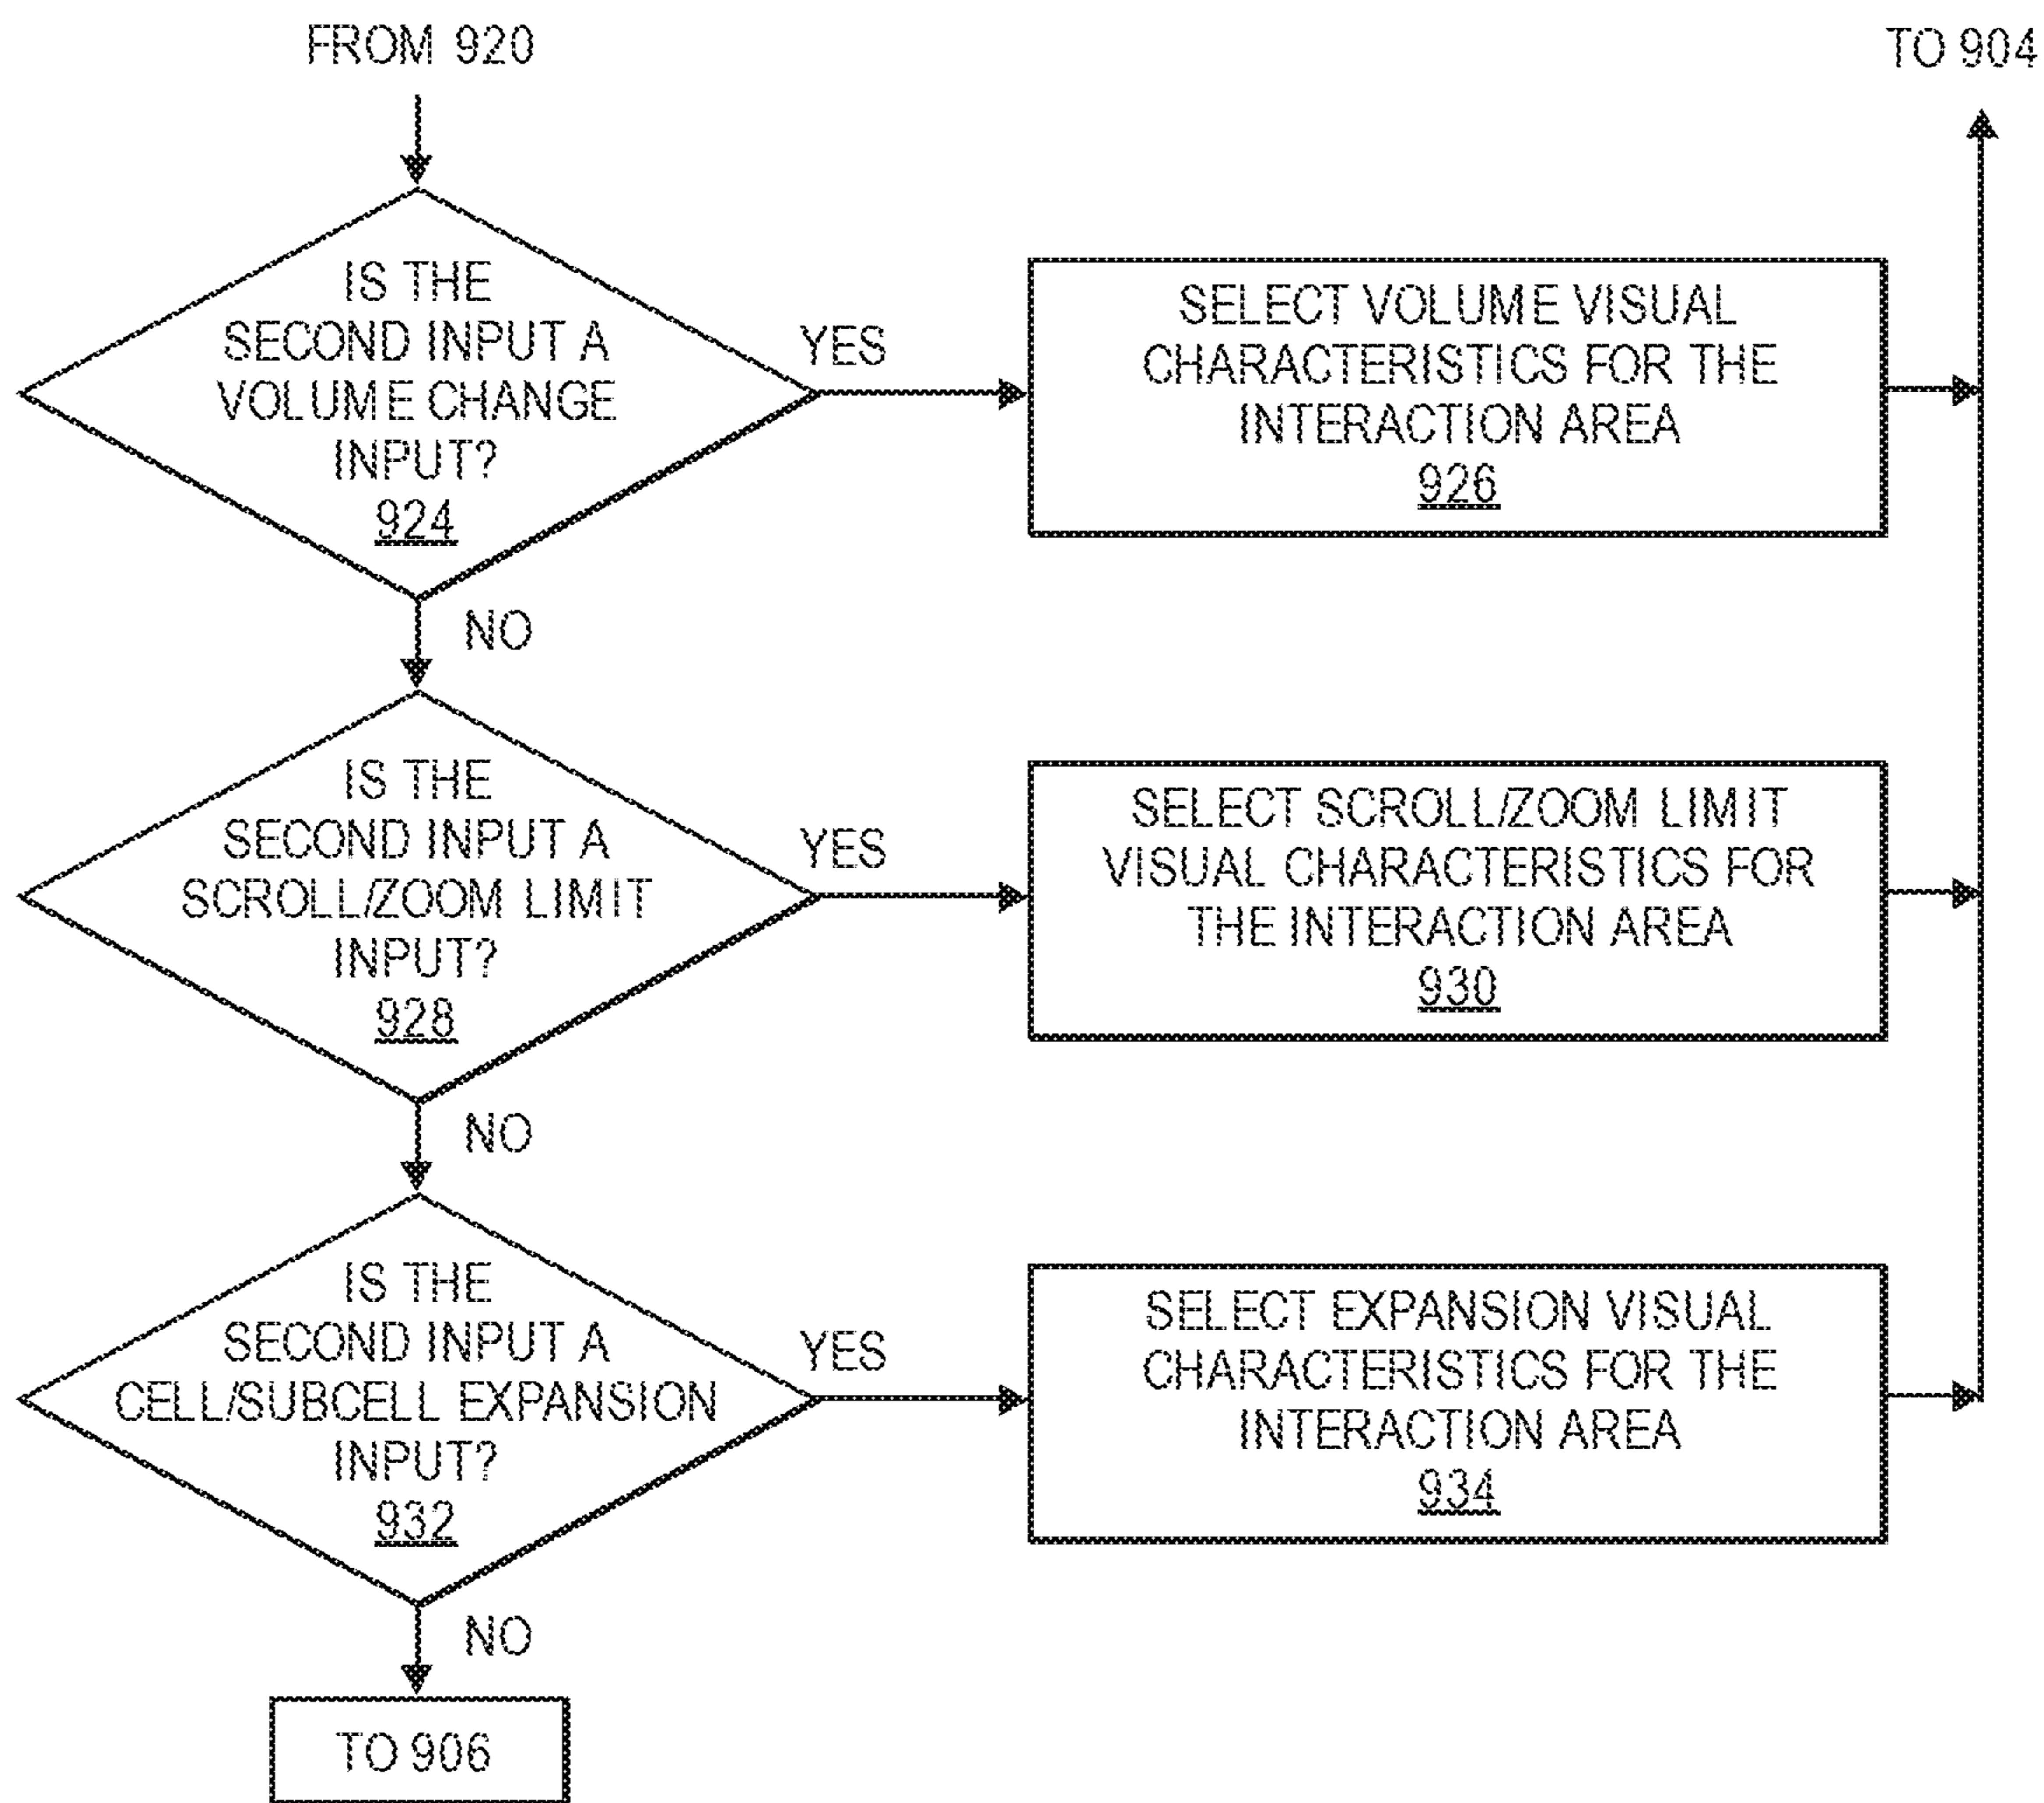 FROM 920
TO 904
IS THE
SECOND INPUT A
VOLUME CHANGE
INPUT?
924
YES
SELECT VOLUME VISUAL
CHARACTERISTICS FOR THE
INTERACTION AREA
926
NO
IS THE
SECOND INPUT A
SCROLL/ZOOM LIMIT
INPUT?
928
YES
SELECT SCROLL/ZOOM LIMIT
VISUAL CHARACTERISTICS FOR
THE INTERACTION AREA
930
NO
IS THE
SECOND INPUT A
CELL/SUBCELL EXPANSION
INPUT?
932
YES
SELECT EXPANSION VISUAL
CHARACTERISTICS FOR THE
INTERACTION AREA
934
NO
TO 906